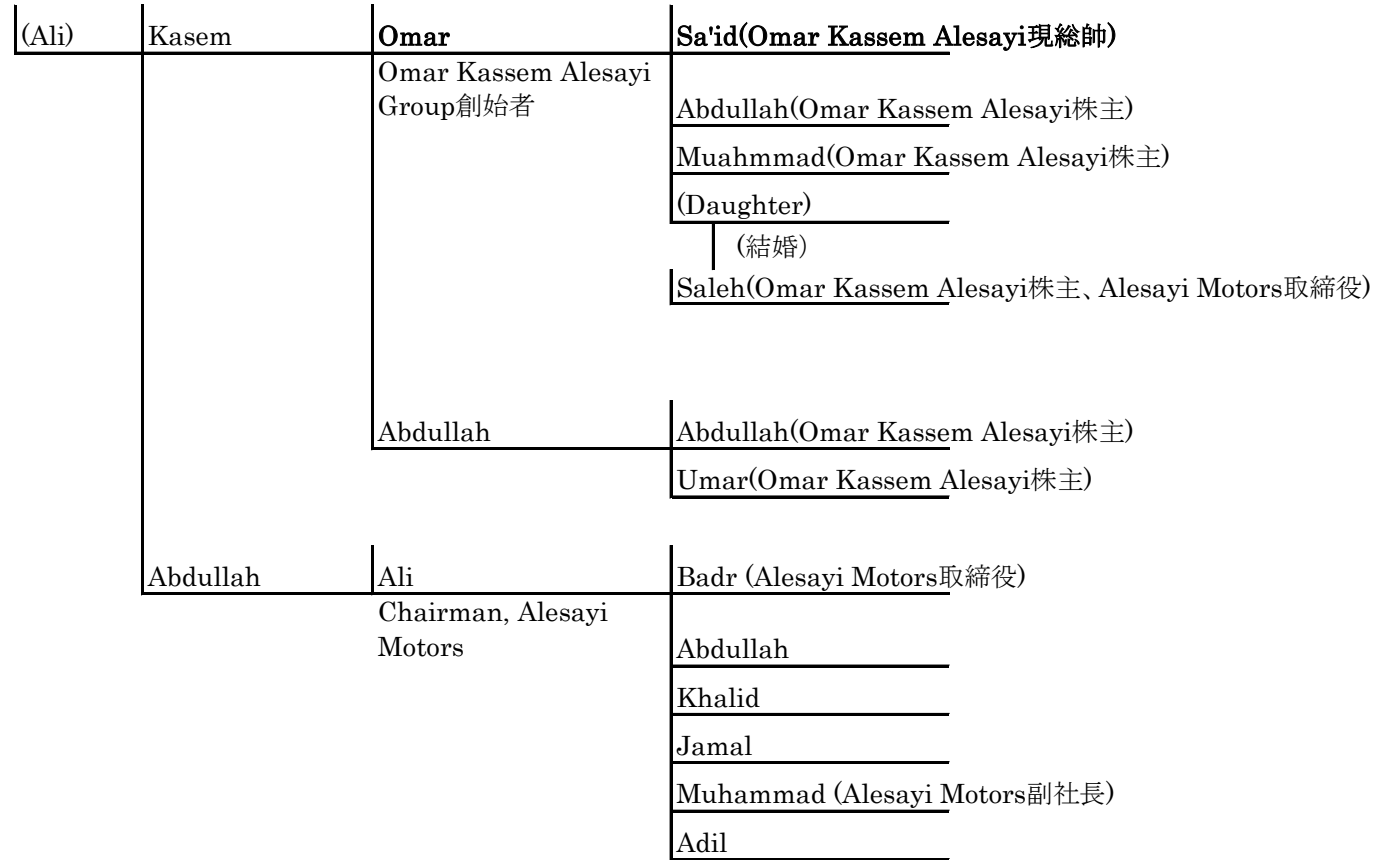 (Ali) Kasem Omar Sa'id(Omar Kassem Alesayi現総帥)
Omar Kassem Alesayi
Group創始者 Abdullah(Omar Kassem Alesayi株主)
Muahmmad(Omar Kassem Alesayi株主)
(Daughter)
(結婚)
Saleh(Omar Kassem Alesayi株主、Alesayi Motors取締役)
Abdullah Abdullah(Omar Kassem Alesayi株主)
Umar(Omar Kassem Alesayi株主)
Abdullah Ali Badr (Alesayi Motors取締役)
Chairman, Alesayi
Motors Abdullah
Khalid
Jamal
Muhammad (Alesayi Motors副社長)
Adil